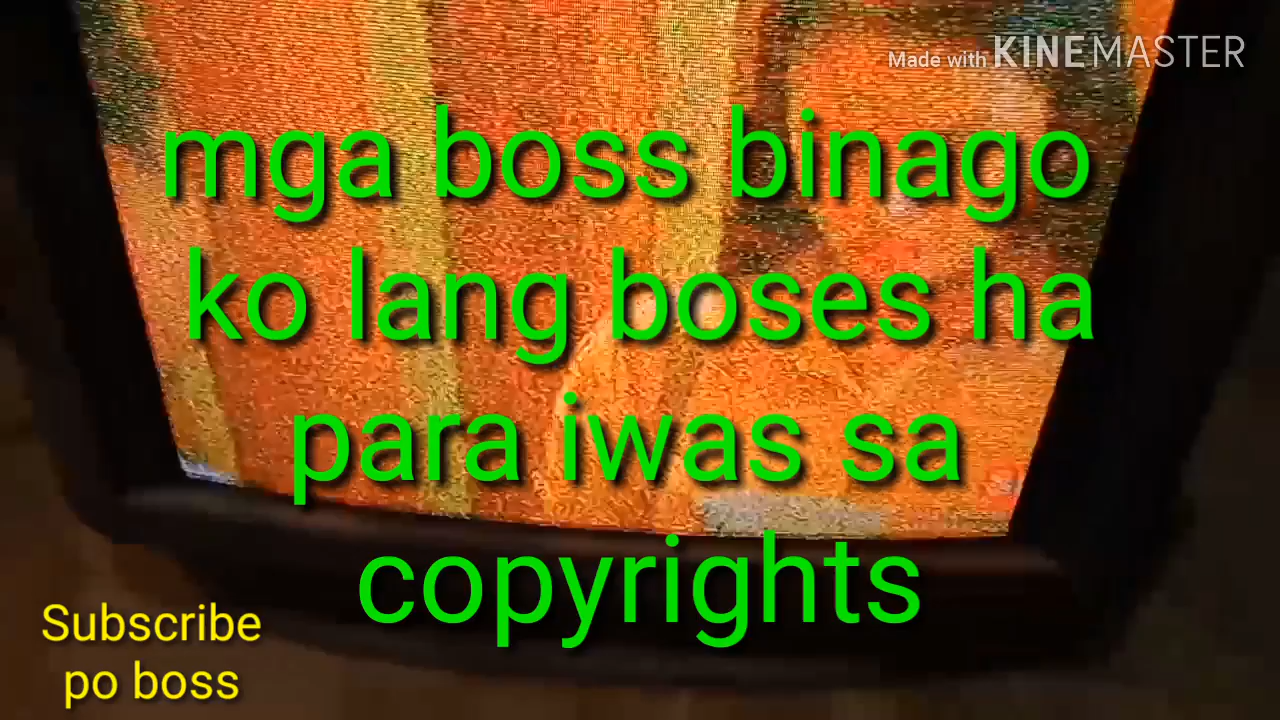 Made with KINEMASTER
mga boss binago
ko lang boses ha
para iwas sa
copyrights
Subscribe
po boss